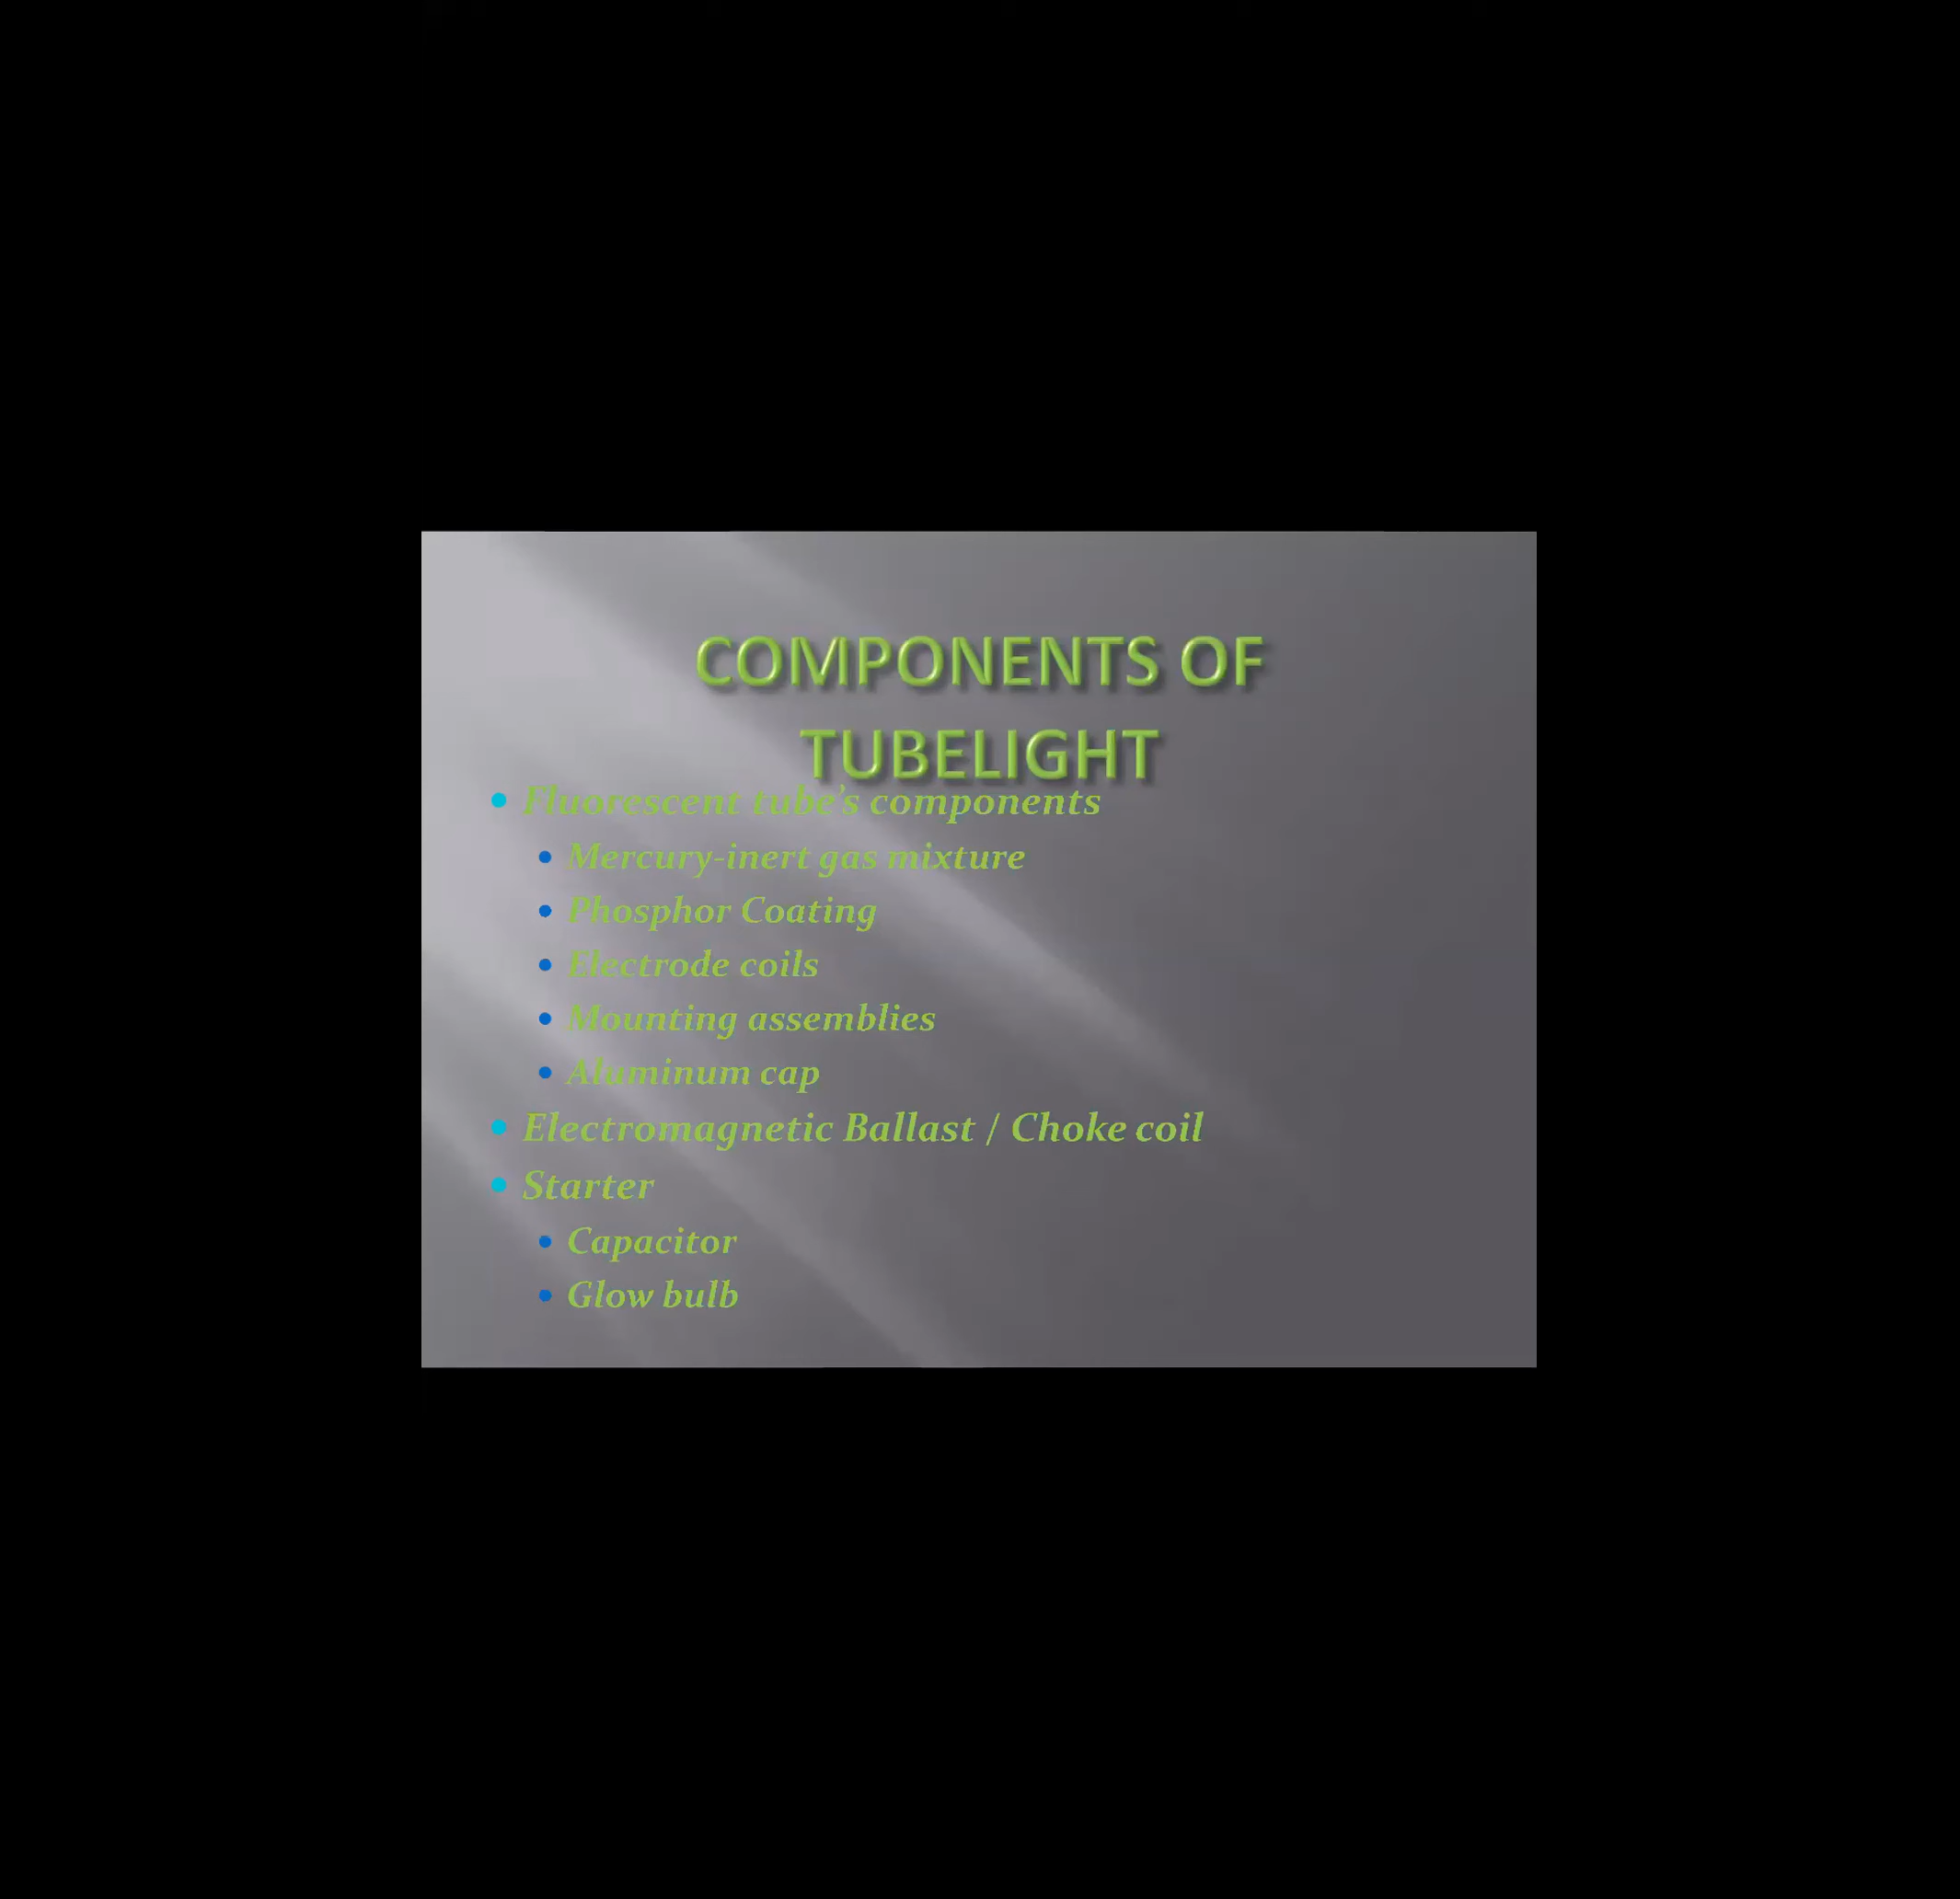 COMPONENTS OF
TUBELIGHT
• Fluorescent tube’s components
• Mercury-inert gas mixture
• Phosphor Coating
• Electrode coils
• Mounting assemblies
• Aluminum cap
• Electromagnetic Ballast / Choke coil
• Starter
• Capacitor
• Glow bulb